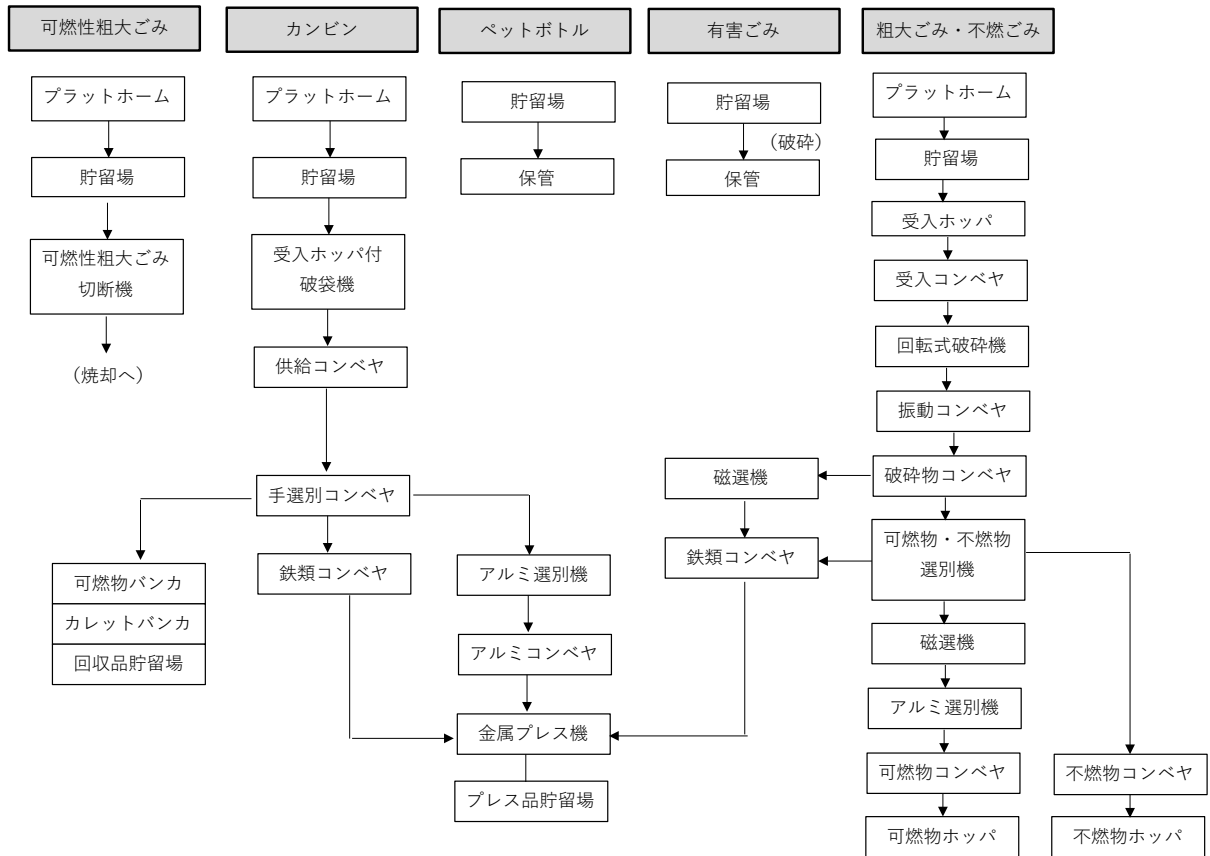 可燃性粗大ごみ
カンビン
ペットボトル
有害ごみ
粗大ごみ・不燃ごみ
プラットホーム
貯留場
可燃性粗大ごみ
切断機
(焼却へ)
プラットホーム
貯留場
受入ホッパ付
破袋機
供給コンベヤ
手選別コンベヤ
可燃物バンカ
カレットバンカ
回収品貯留場
鉄類コンベヤ
アルミ選別機
アルミコンベヤ
金属プレス機
プレス品貯留場
貯留場
保管
貯留場
(破砕)
保管
プラットホーム
貯留場
受入ホッパ
受入コンベヤ
回転式破砕機
振動コンベヤ
破砕物コンベヤ
磁選機
鉄類コンベヤ
可燃物・不燃物
選別機
磁選機
アルミ選別機
可燃物コンベヤ
可燃物ホッパ
不燃物コンベヤ
不燃物ホッパ